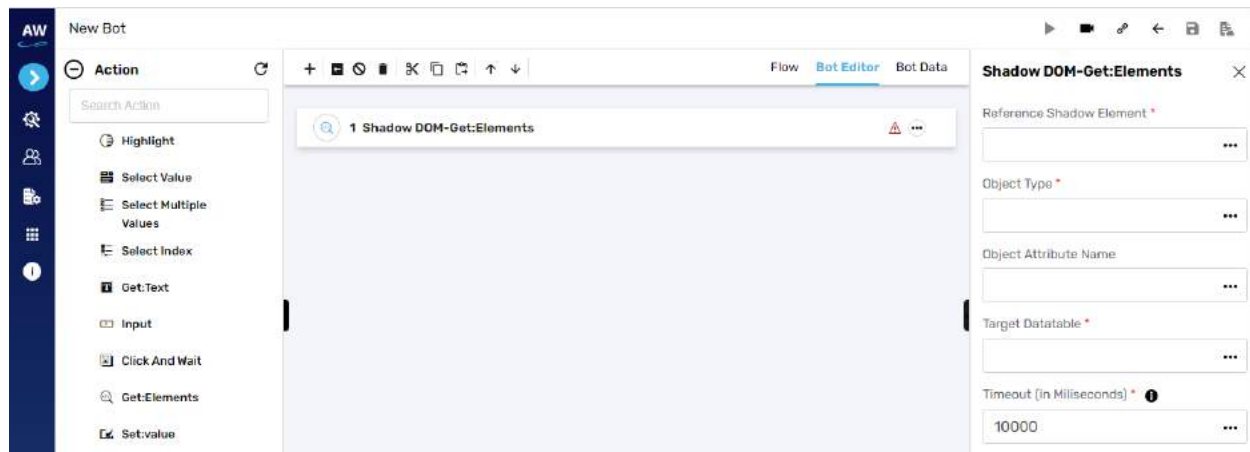 AW
New Bot
Action
Search Action
Highlight
Select Value
Select Multiple
Values
Select Index
Get:Text
Input
Click And Wait
Get:Elements
Set:value
Flow Bot Editor Bot Data
1 Shadow DOM-Get:Elements
Shadow DOM-Get:Elements
Reference Shadow Element *
Object Type *
Object Attribute Name
Target Datatable *
Timeout (In Miliseconds) *
10000